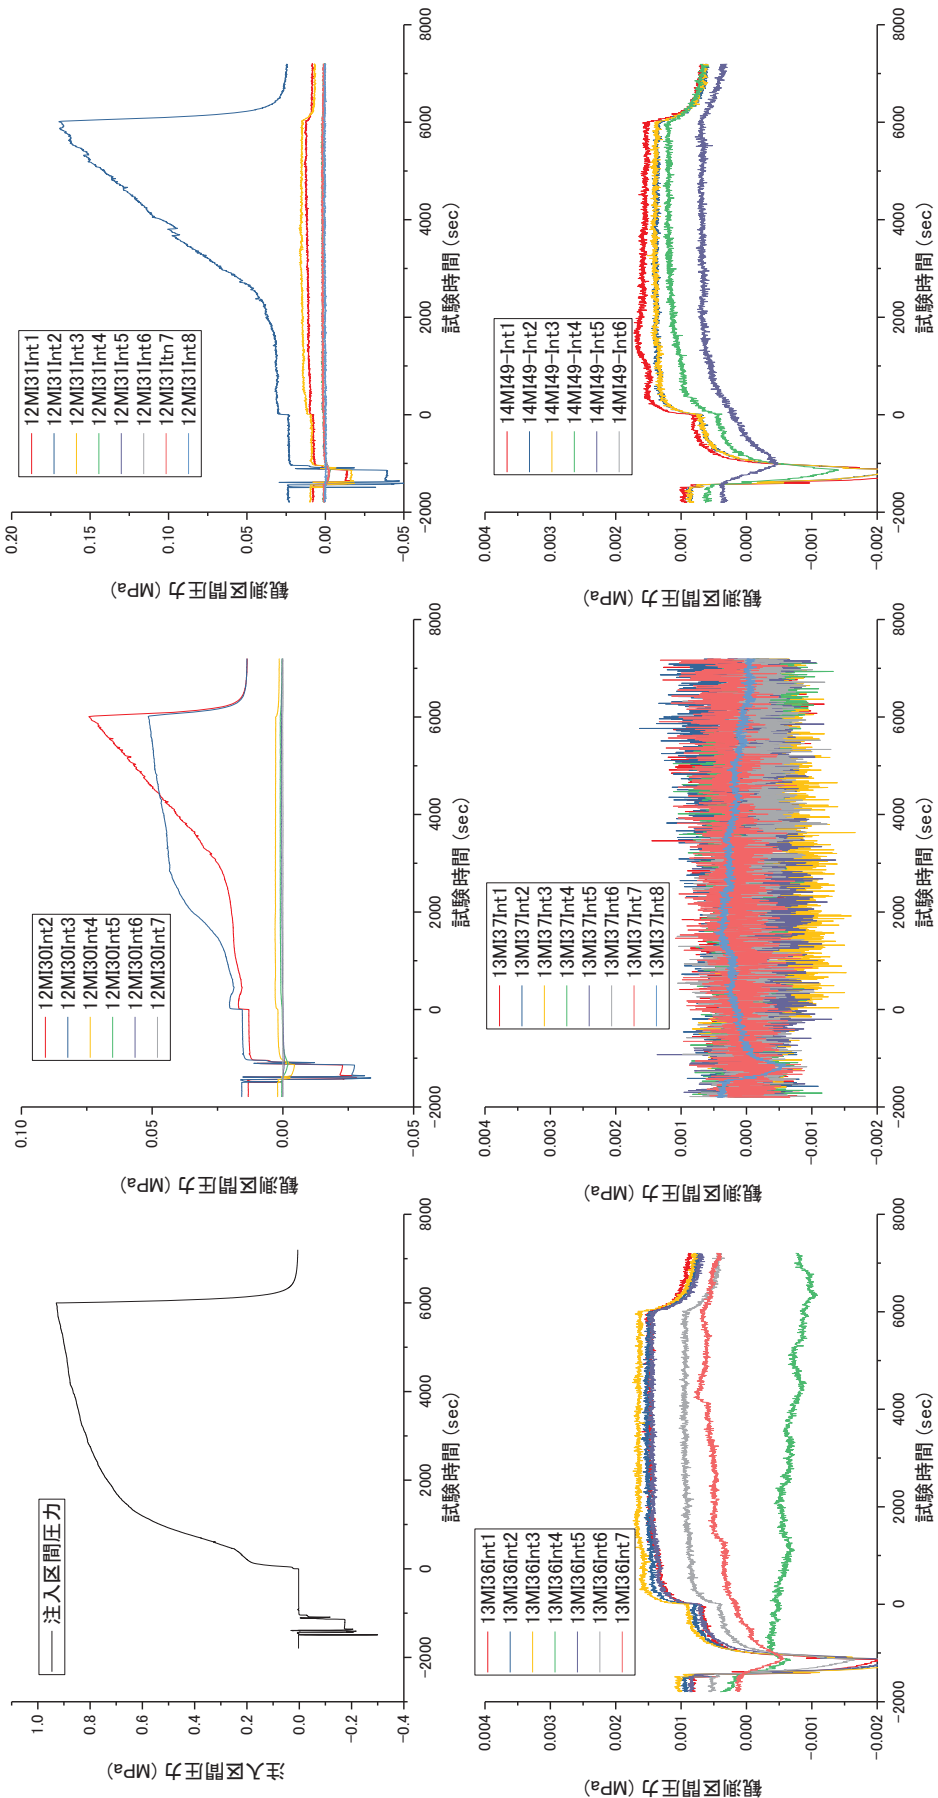 注入区間圧力 (MPa)
1.0
0.8
0.6
0.4
0.2
0.0
−0.2
−0.4
注入区間圧力
−2000 0 2000 4000 6000 8000
試験時間 (sec)
観測区間圧力 (MPa)
0.10
0.05
0.00
−0.05
12MI30Int2
12MI30Int3
12MI30Int4
12MI30Int5
12MI30Int6
12MI30Int7
−2000 0 2000 4000 6000 8000
試験時間 (sec)
観測区間圧力 (MPa)
0.20
0.15
0.10
0.05
0.00
−0.05
12MI31Int1
12MI31Int2
12MI31Int3
12MI31Int4
12MI31Int5
12MI31Int6
12MI31Itn7
12MI31Int8
−2000 0 2000 4000 6000 8000
試験時間 (sec)
観測区間圧力 (MPa)
0.004
0.003
0.002
0.001
0.000
−0.001
−0.002
13MI36Int1
13MI36Int2
13MI36Int3
13MI36Int4
13MI36Int5
13MI36Int6
13MI36Int7
−2000 0 2000 4000 6000 8000
試験時間 (sec)
観測区間圧力 (MPa)
0.004
0.003
0.002
0.001
0.000
−0.001
−0.002
13MI37Int1
13MI37Int2
13MI37Int3
13MI37Int4
13MI37Int5
13MI37Int6
13MI37Int7
13MI37Int8
−2000 0 2000 4000 6000 8000
試験時間 (sec)
観測区間圧力 (MPa)
0.004
0.003
0.002
0.001
0.000
−0.001
−0.002
14MI49-Int1
14MI49-Int2
14MI49-Int3
14MI49-Int4
14MI49-Int5
14MI49-Int6
−2000 0 2000 4000 6000 8000
試験時間 (sec)